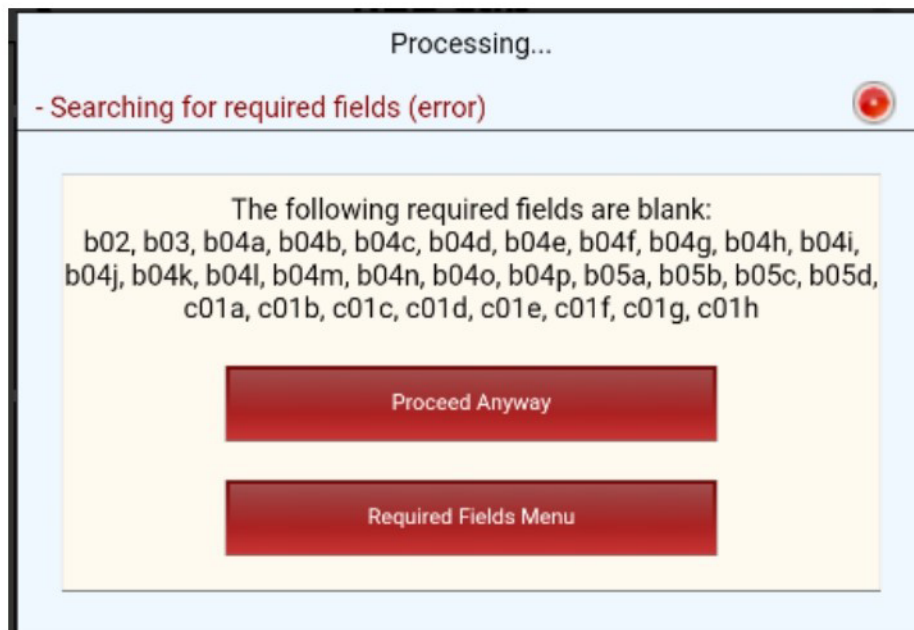 Processing...
- Searching for required fields (error)
The following required fields are blank:
b02, b03, b04a, b04b, b04c, b04d, b04e, b04f, b04g, b04h, b04i,
b04j, b04k, b04l, b04m, b04n, b04o, b04p, b05a, b05b, b05c, b05d,
c01a, c01b, c01c, c01d, c01e, c01f, c01g, c01h
Proceed Anyway
Required Fields Menu